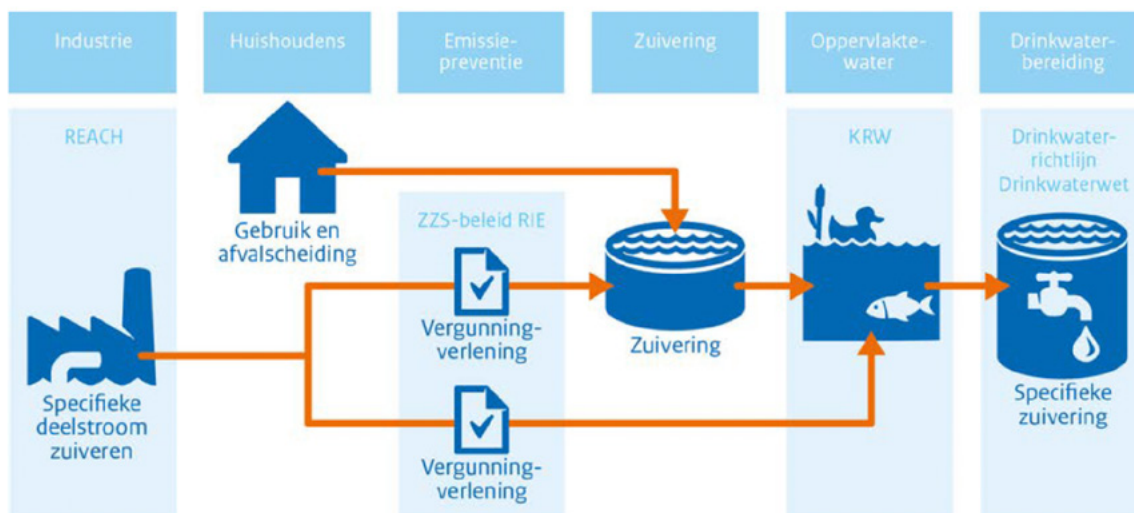 Industrie
Huishoudens
Emissie-
preventie
Zuivering
Oppervlakte-
water
Drinkwater-
bereiding
REACH
Specifieke
deelstroom
zuiveren
Gebruik en
afvalscheiding
ZZS-beleid RIE
Vergunning-
verlening
Vergunning-
verlening
Zuivering
KRW
Drinkwater-
richtlijn
Drinkwaterwet
Specifieke
zuivering